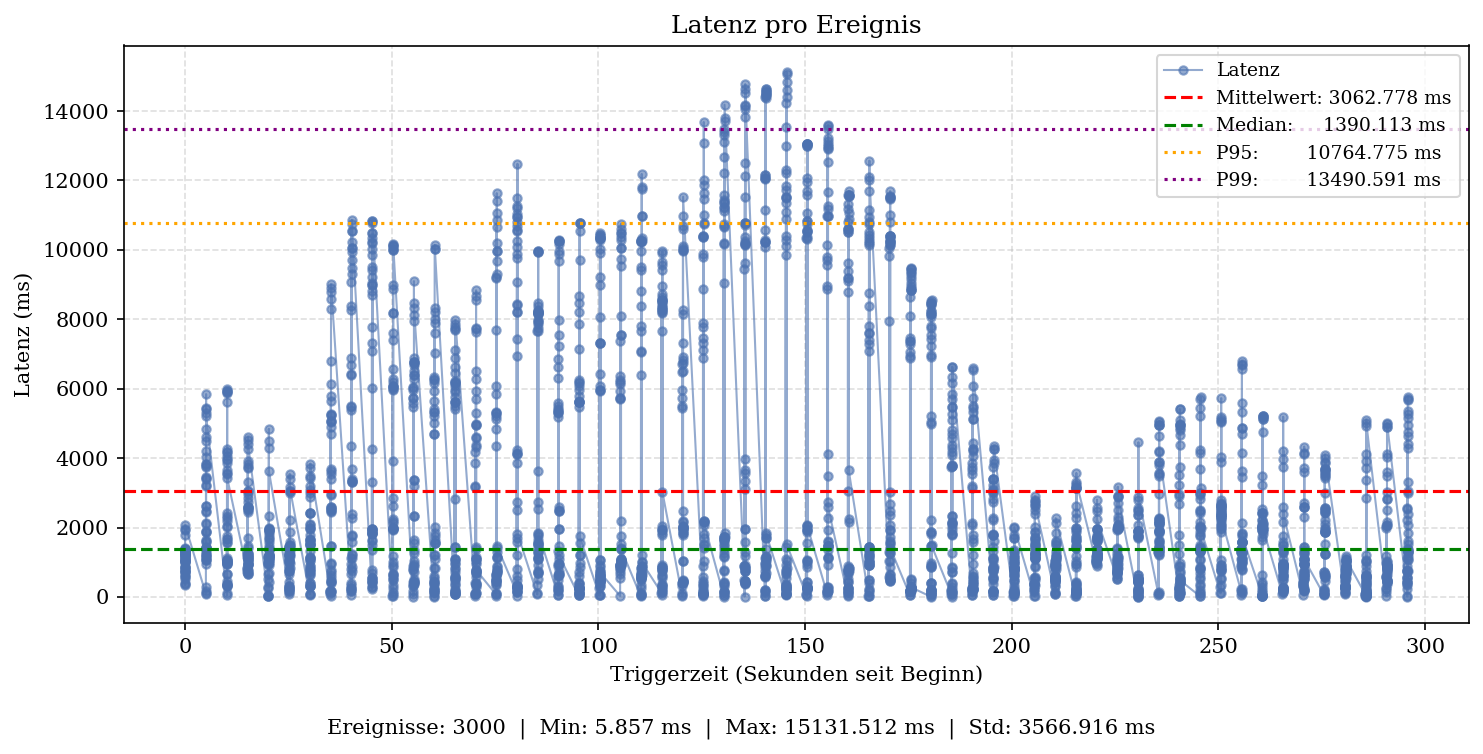 Latenz pro Ereignis
Latenz (ms)
14000
12000
10000
8000
6000
4000
2000
0
Latenz
Mittelwert: 3062.778 ms
Median: 1390.113 ms
P95: 10764.775 ms
P99: 13490.591 ms
0 50 100 150 200 250 300
Triggerzeit (Sekunden seit Beginn)
Ereignisse: 3000 | Min: 5.857 ms | Max: 15131.512 ms | Std: 3566.916 ms